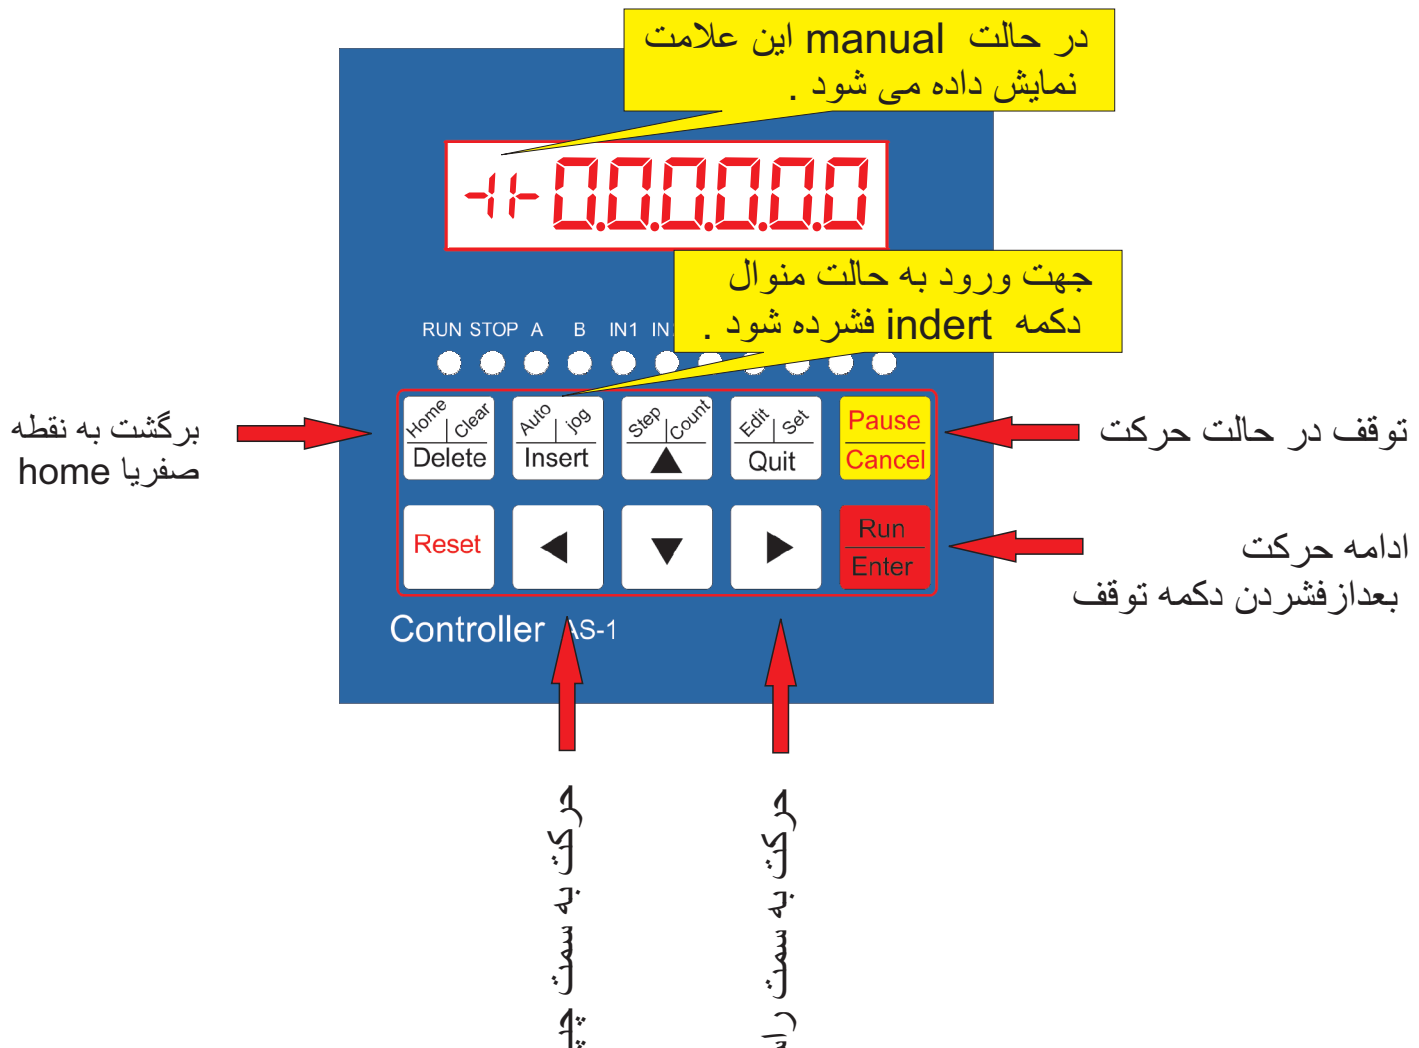 در حالت manual این علامت
نمایش داده می شود .
⊣⊢0.0.0.0.0.0
جهت ورود به حالت منوال
دکمه indert فشرده شود .
RUN STOP A B IN1
Home Clear
Delete
Auto jog
Insert
Step Count
▲
Edit Set
Quit
Pause
Cancel
Reset
◀
▼
▶
Run
Enter
Controller AS-1
برگشت به نقطه
صفریا home
توقف در حالت حرکت
ادامه حرکت
بعدازفشردن دکمه توقف
حرکت به سمت
حرکت به سمت